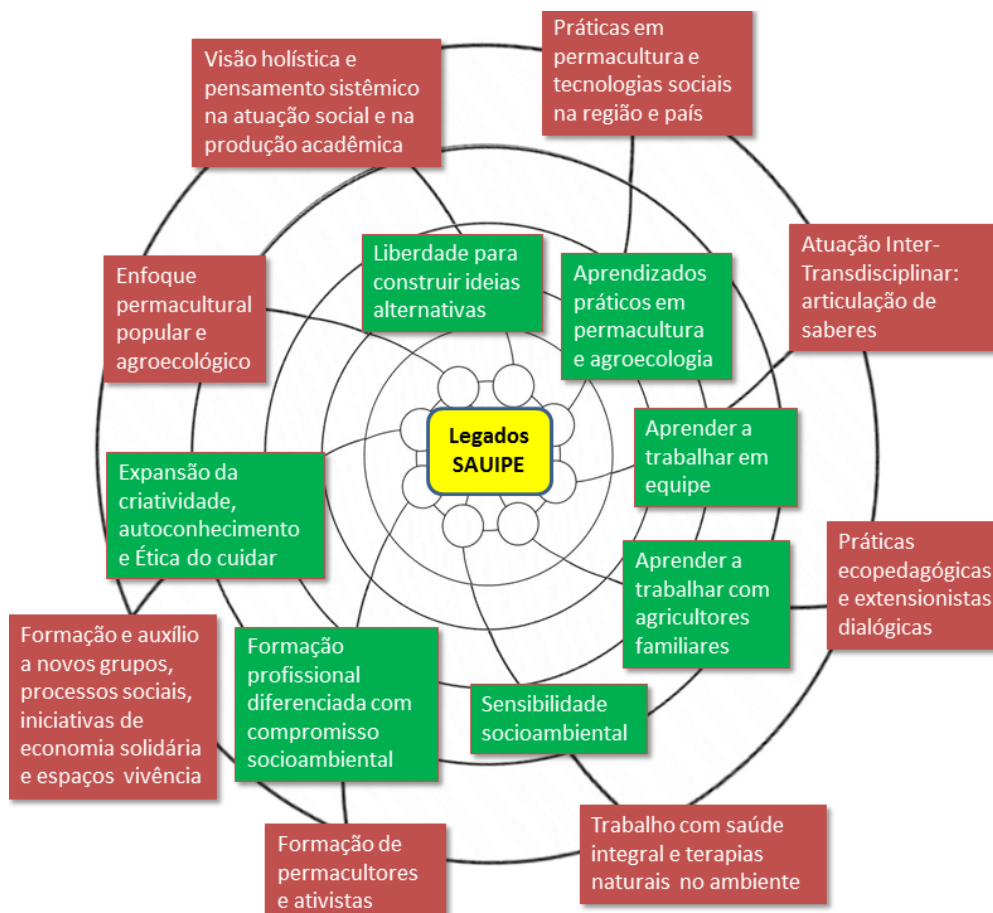 Visão holística e
pensamento sistêmico
na atuação social e na
produção acadêmica
Práticas em
permacultura e
tecnologias sociais
na região e país
Enfoque
permacultural
popular e
agroecológico
Liberdade para
construir ideias
alternativas
Aprendizados
práticos em
permacultura
e agroecologia
Atuação Inter-
Transdisciplinar:
articulação de
saberes
Legados
SAUIPE
Expansão da
criatividade,
autoconhecimento
e Ética do cuidar
Aprender a
trabalhar em
equipe
Aprender a
trabalhar com
agricultores
familiares
Práticas
ecopedagógicas
e extensionistas
dialógicas
Formação e auxílio
a novos grupos,
processos sociais,
iniciativas de
economia solidária
e espaços vivência
Formação
profissional
diferenciada com
compromisso
socioambiental
Sensibilidade
socioambiental
Formação de
permacultores
e ativistas
Trabalho com saúde
integral e terapias
naturais no ambiente